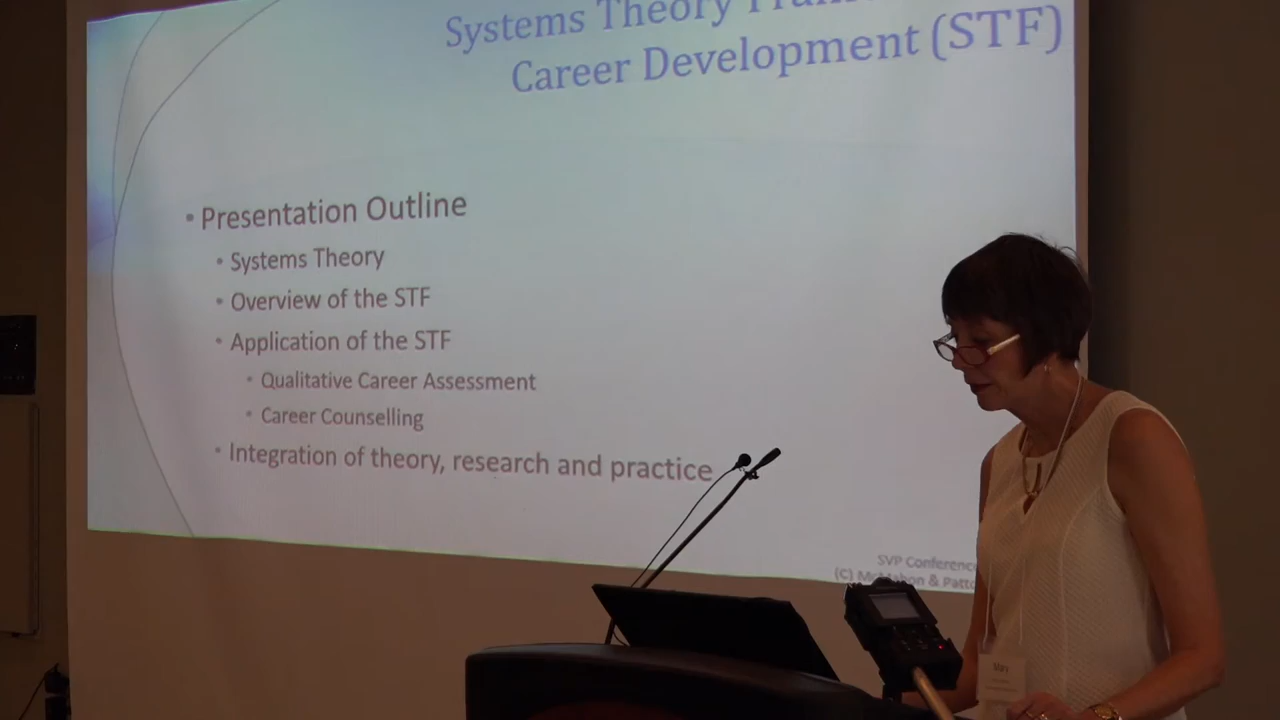 Systems Theory
Career Development (STF)
• Presentation Outline
• Systems Theory
• Overview of the STF
• Application of the STF
• Qualitative Career Assessment
• Career Counselling
• Integration of theory, research and practice
SVP Conference
(C) McMahon &
Mary